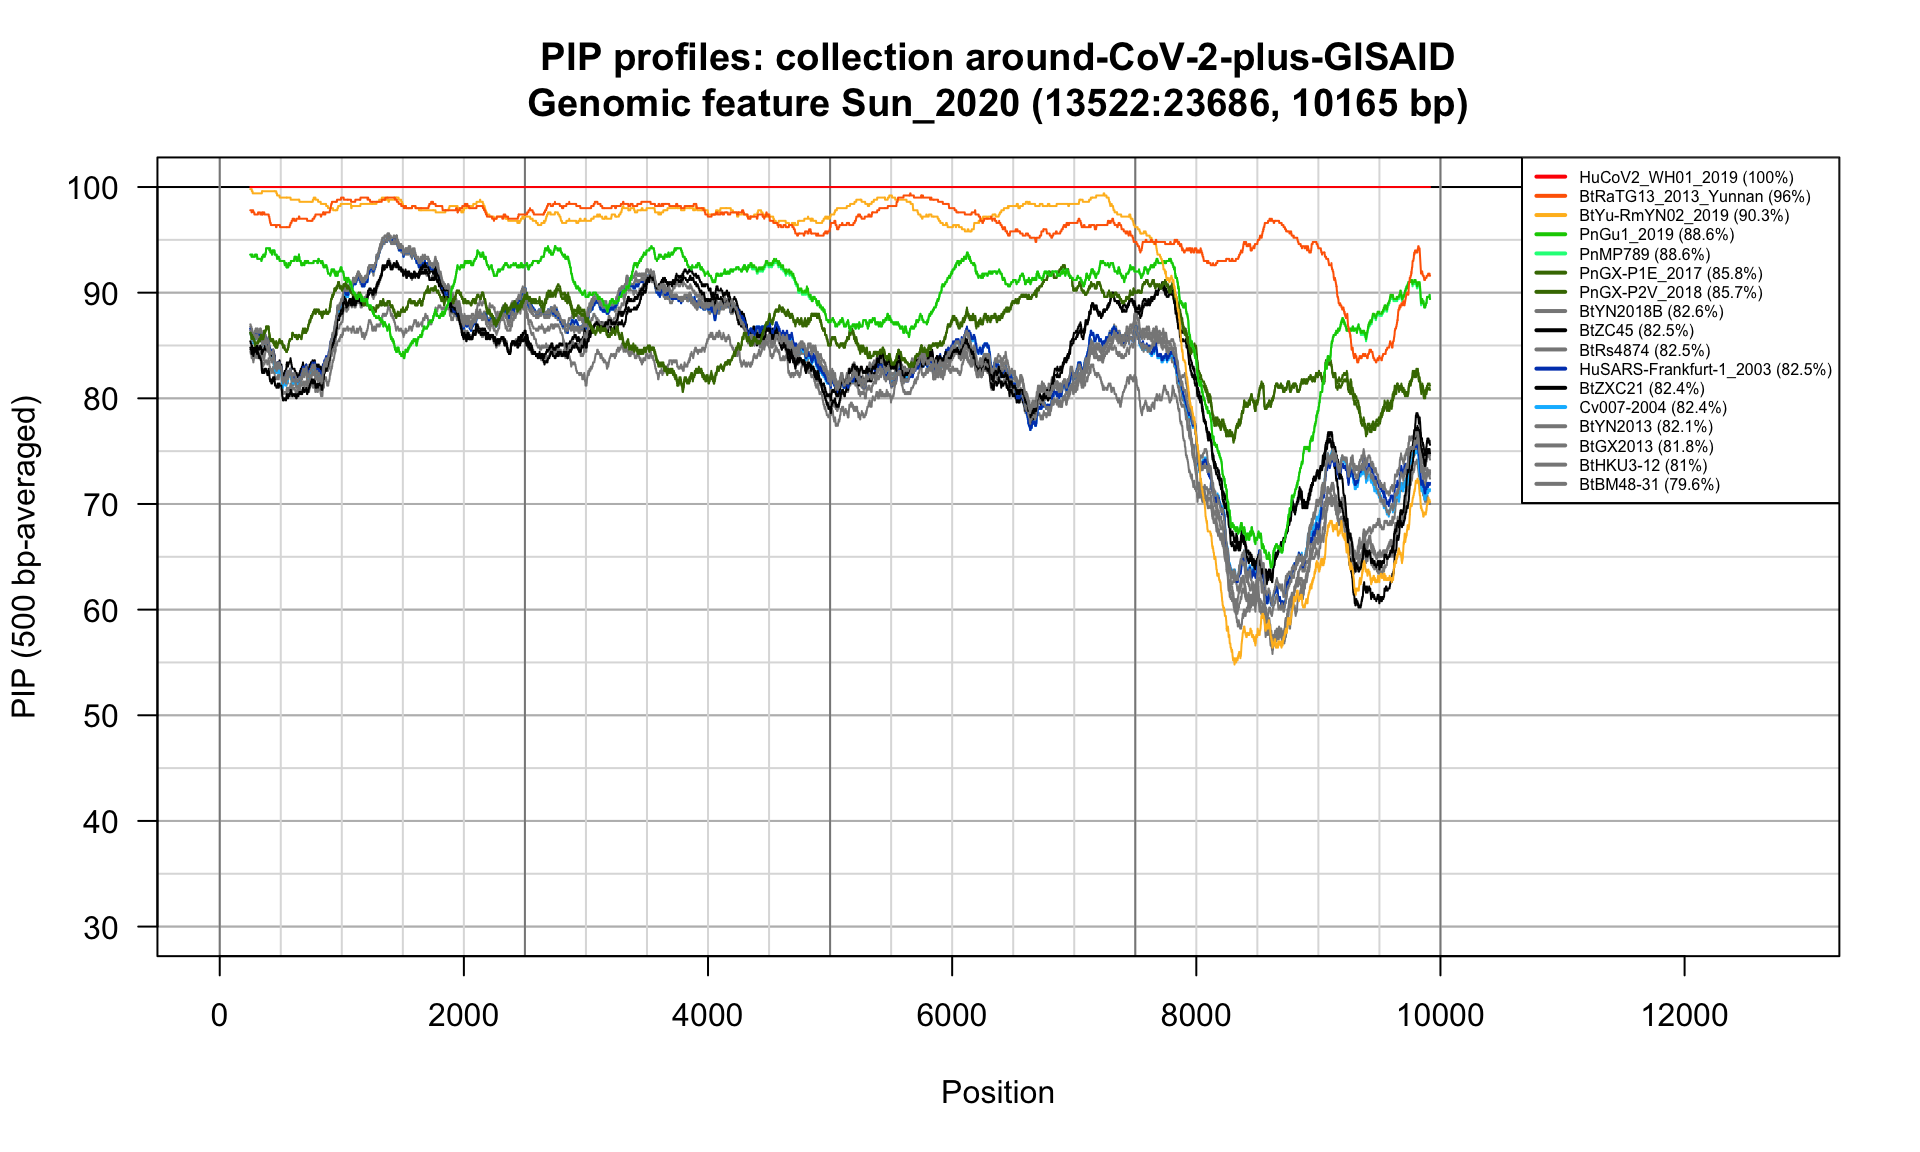 PIP profiles: collection around-CoV-2-plus-GISAID
Genomic feature Sun_2020 (13522:23686, 10165 bp)
PIP (500 bp-averaged)
100
90
80
70
60
50
40
30
HuCoV2_WH01_2019 (100%)
BtRaTG13_2013_Yunnan (96%)
BtYu-RmYN02_2019 (90.3%)
PnGu1_2019 (88.6%)
PnMP789 (88.6%)
PnGX-P1E_2017 (85.8%)
PnGX-P2V_2018 (85.7%)
BtYN2018B (82.6%)
BtZC45 (82.5%)
BtRs4874 (82.5%)
HuSARS-Frankfurt-1_2003 (82.5%)
BtZXC21 (82.4%)
Cv007-2004 (82.4%)
BtYN2013 (82.1%)
BtGX2013 (81.8%)
BtHKU3-12 (81%)
BtBM48-31 (79.6%)
0 2000 4000 6000 8000 10000 12000
Position